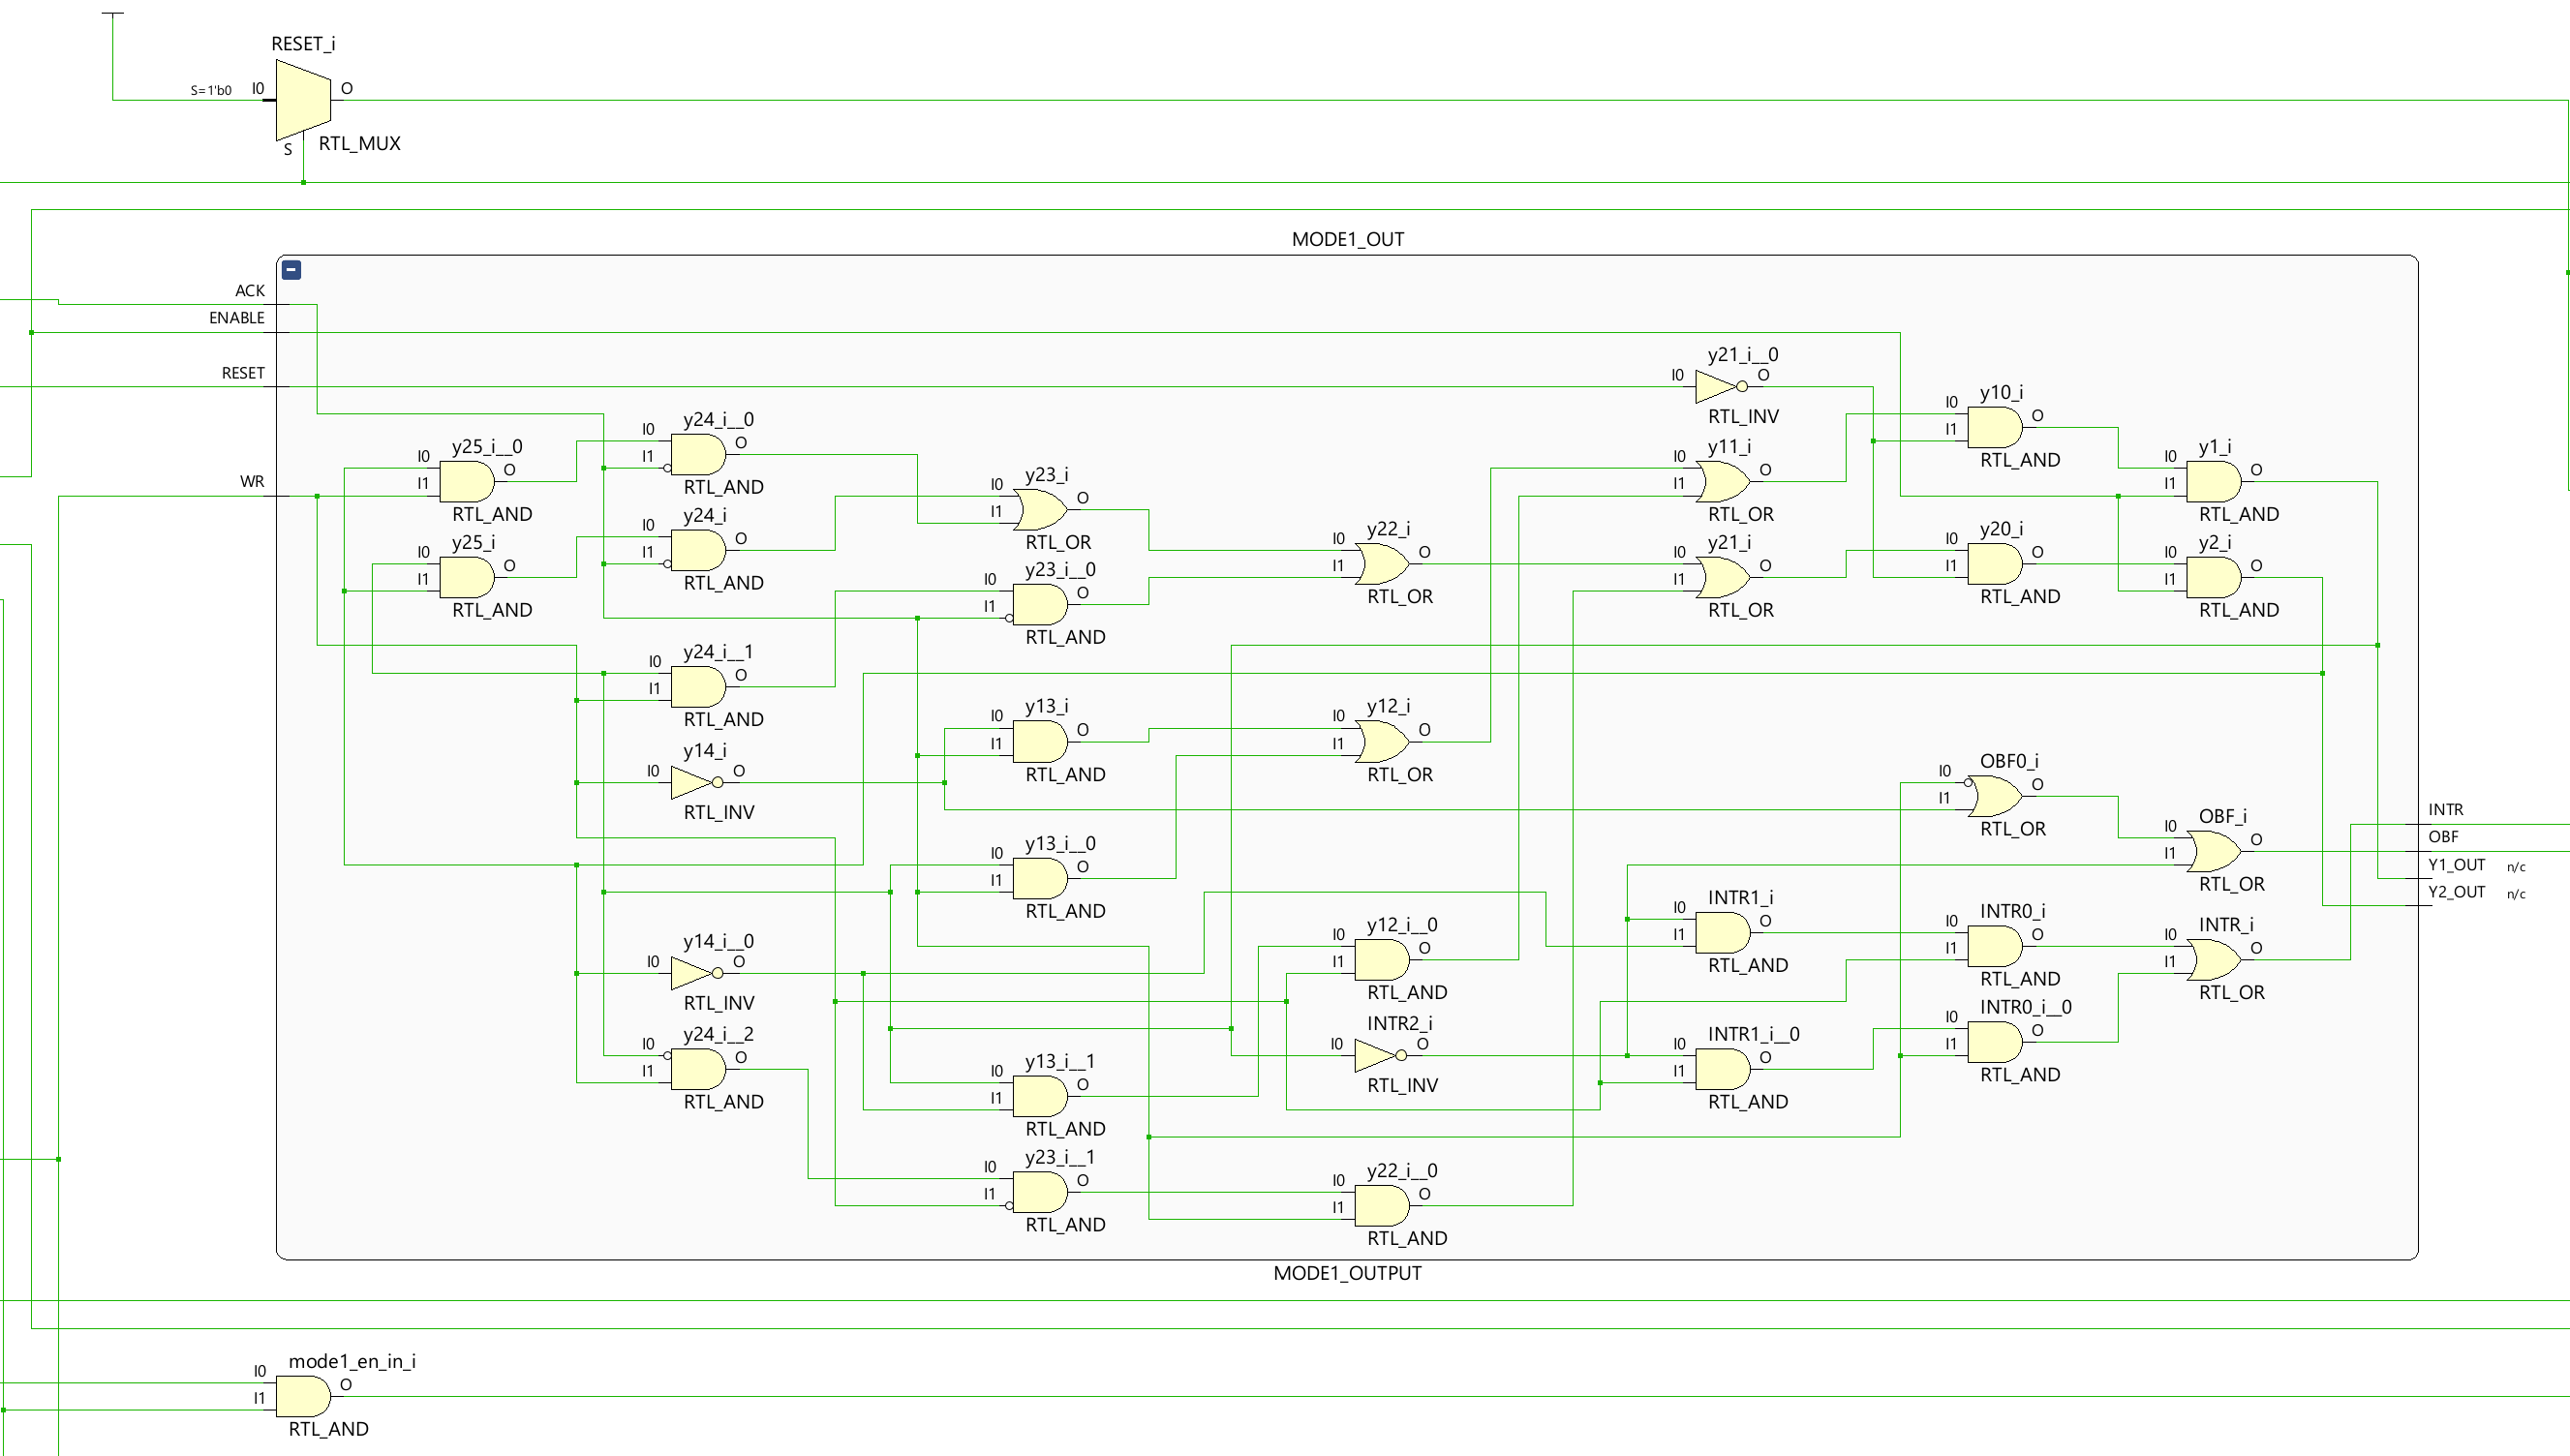 RESET_i
S=1'b0 I0 O
S RTL_MUX
MODE1_OUT
ACK
ENABLE
RESET
WR
y21_i__0
I0 O
RTL_INV
y10_i
I0 O
I1
RTL_AND
y24_i__0
I0 O
I1
RTL_AND
y25_i__0
I0 O
I1
RTL_AND
y11_i
I0 O
I1
RTL_OR
y1_i
I0 O
I1
RTL_AND
y23_i
I0 O
I1
RTL_OR
y24_i
I0 O
I1
RTL_AND
y25_i
I0 O
I1
RTL_AND
y22_i
I0 O
I1
RTL_OR
y21_i
I0 O
I1
RTL_OR
y20_i
I0 O
I1
RTL_AND
y2_i
I0 O
I1
RTL_AND
y23_i__0
I0 O
I1
RTL_AND
y24_i__1
I0 O
I1
RTL_AND
y13_i
I0 O
I1
RTL_AND
y12_i
I0 O
I1
RTL_OR
y14_i
I0 O
RTL_INV
OBF0_i
I0 O
I1
RTL_OR
OBF_i
I0 O
I1
RTL_OR
INTR
OBF
Y1_OUT n/c
Y2_OUT n/c
y13_i__0
I0 O
I1
RTL_AND
INTR1_i
I0 O
I1
RTL_AND
INTR0_i
I0 O
I1
RTL_AND
INTR_i
I0 O
I1
RTL_OR
y12_i__0
I0 O
I1
RTL_AND
y14_i__0
I0 O
RTL_INV
INTR0_i__0
I0 O
I1
RTL_AND
INTR2_i
I0 O
RTL_INV
INTR1_i__0
I0 O
I1
RTL_AND
y24_i__2
I0 O
I1
RTL_AND
y13_i__1
I0 O
I1
RTL_AND
y23_i__1
I0 O
I1
RTL_AND
y22_i__0
I0 O
I1
RTL_AND
MODE1_OUTPUT
mode1_en_in_i
I0 O
I1
RTL_AND